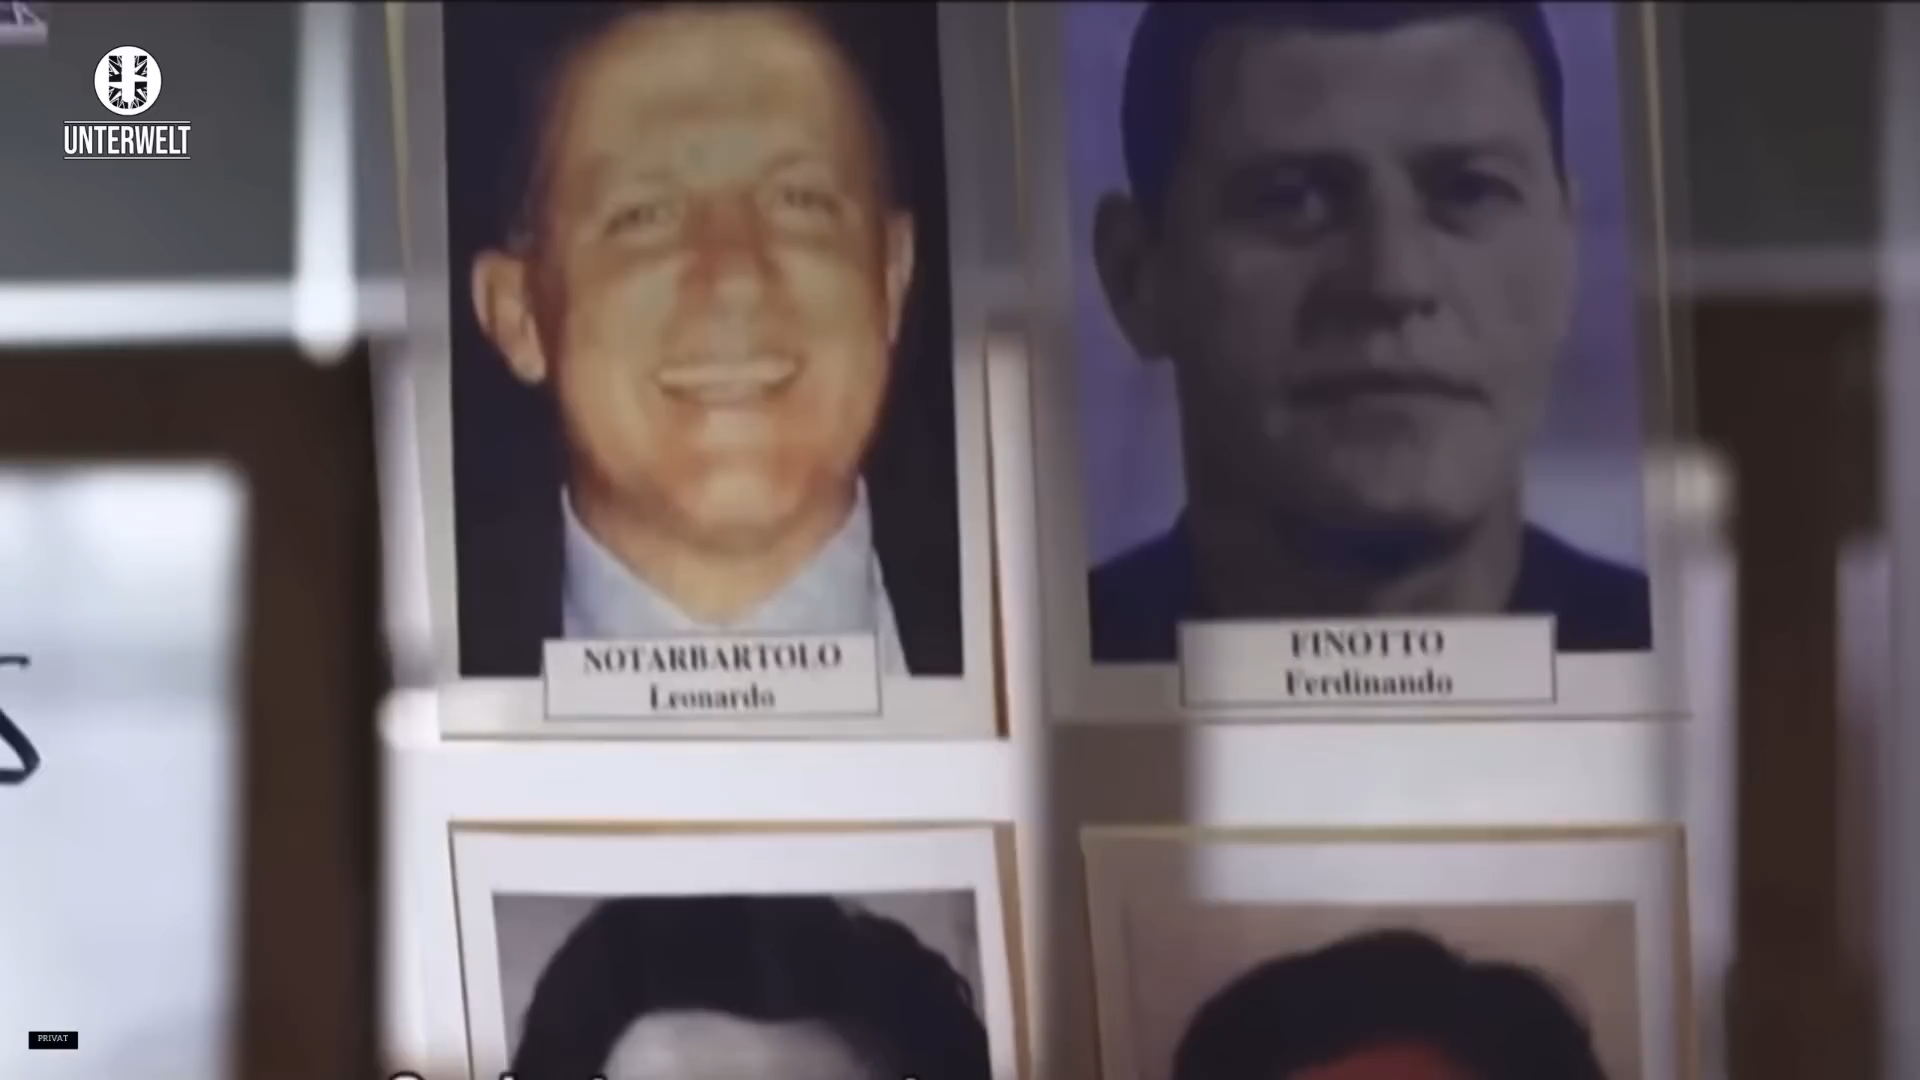 UNTERWELT
NOTARBARTOLO
Leonardo
FINOTTO
Ferdinando
PRIVAT